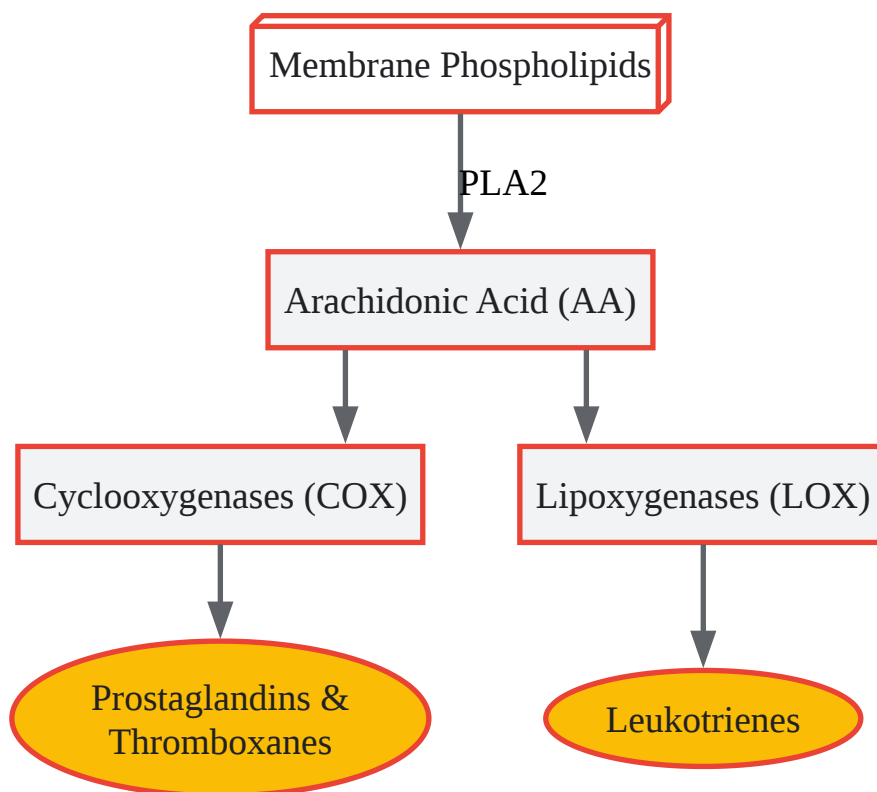 Membrane Phospholipids
PLA2
Arachidonic Acid (AA)
Cyclooxygenases (COX)
Lipoxygenases (LOX)
Prostaglandins &
Thromboxanes
Leukotrienes